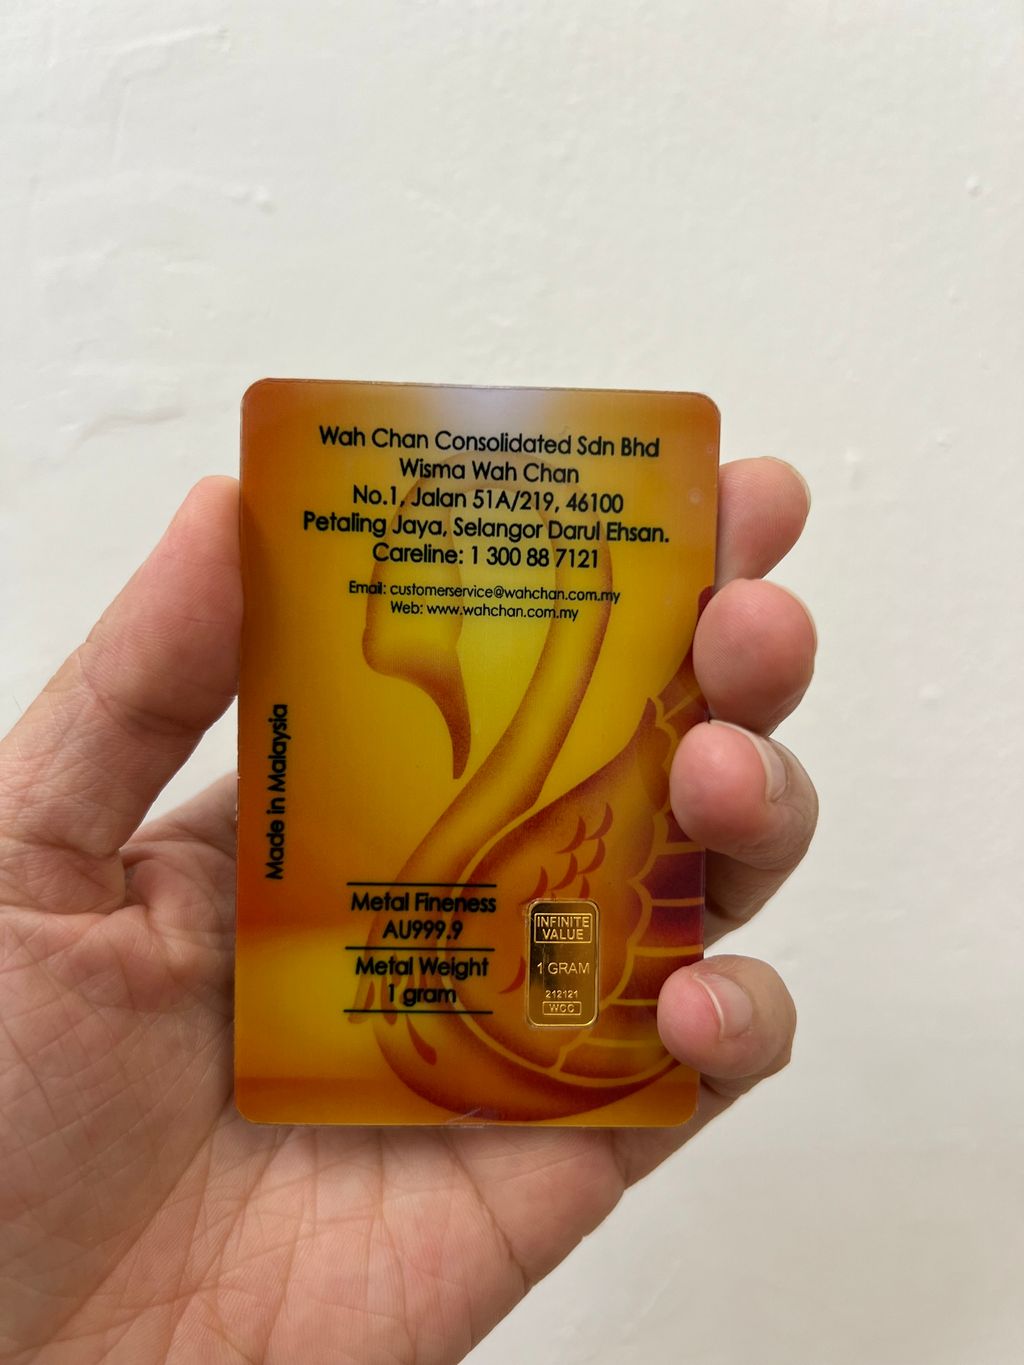 Wah Chan Consolidated Sdn Bhd
Wisma Wah Chan
No.1, Jalan 51A/219, 46100
Petaling Jaya, Selangor Darul Ehsan.
Careline: 1 300 88 7121
Email: customerservice@wahchan.com.my
Web: www.wahchan.com.my
Made in Malaysia
Metal Fineness
AU999.9
Metal Weight
1 gram
INFINITE
VALUE
1 GRAM
212121
WCC